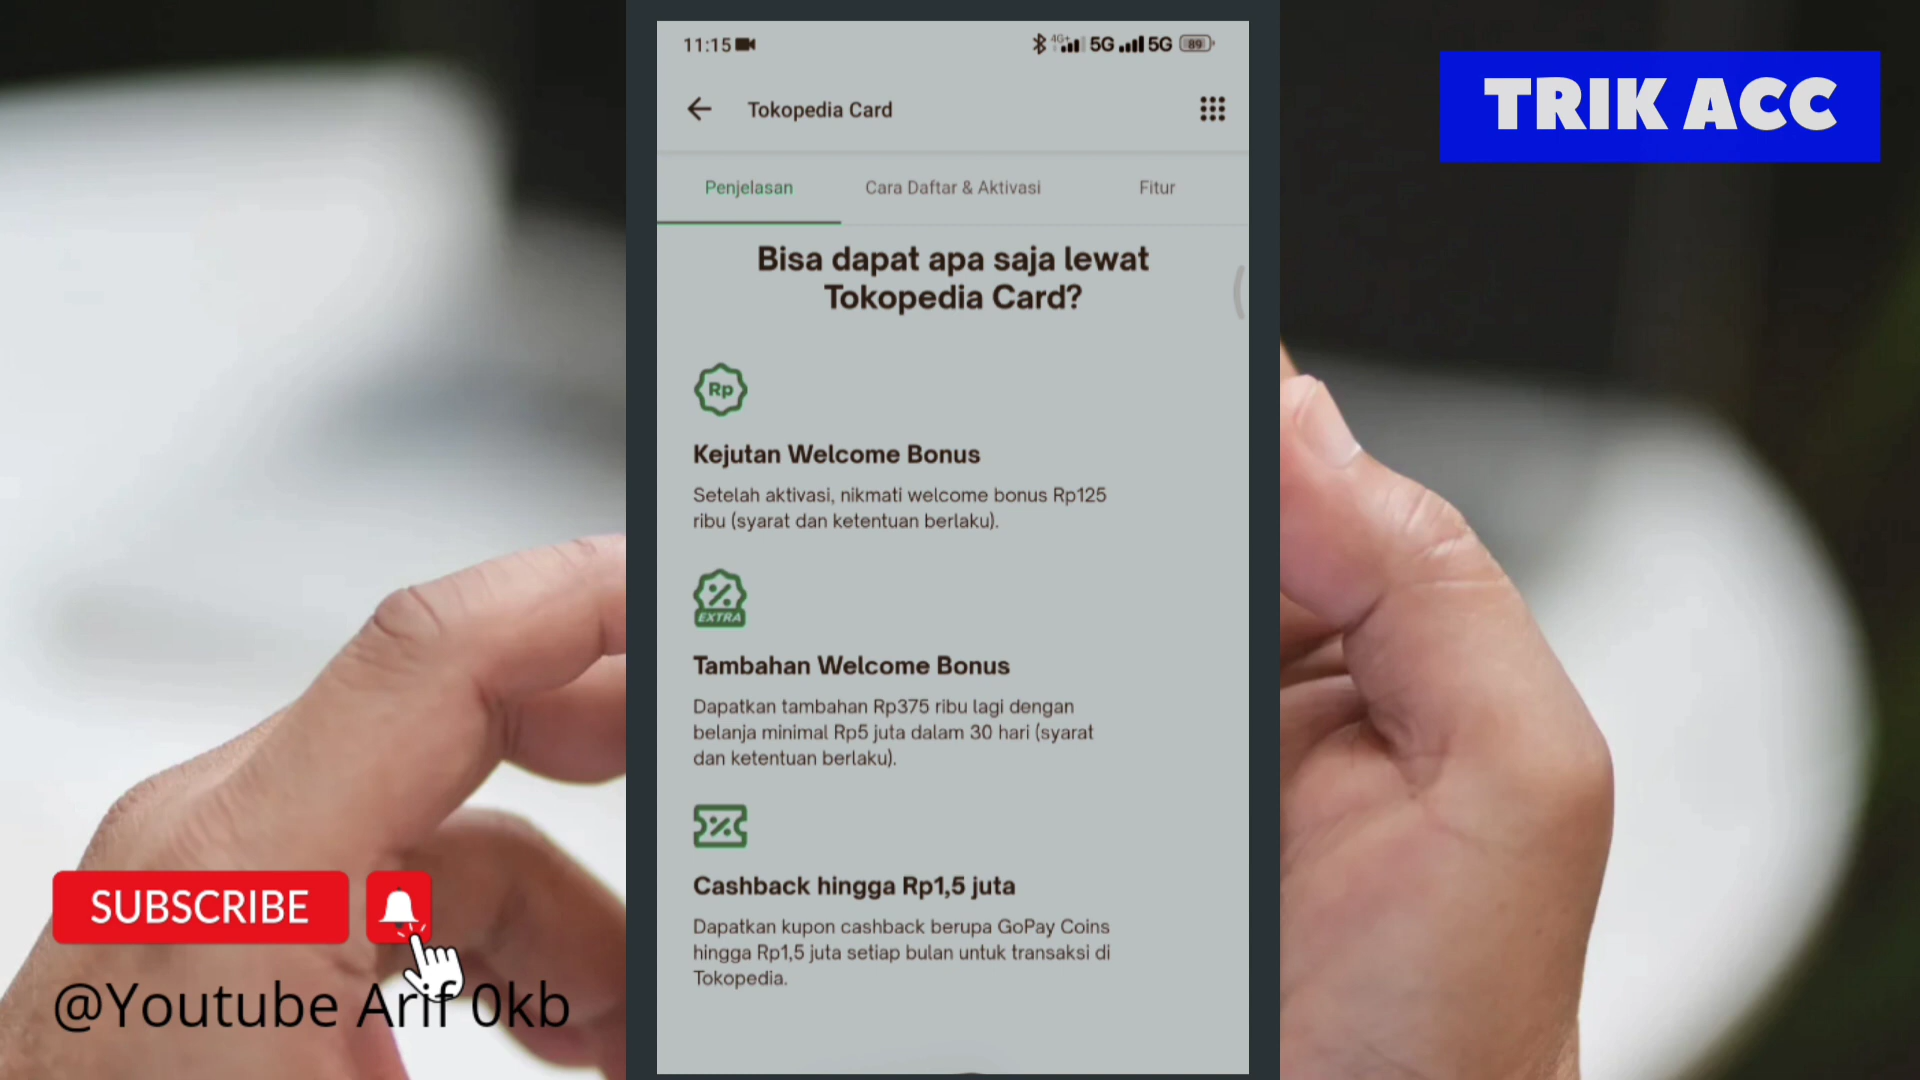 11:15
4G+ 5G 5G 89
TRIK ACC
Tokopedia Card
Penjelasan
Cara Daftar & Aktivasi
Fitur
Bisa dapat apa saja lewat
Tokopedia Card?
Rp
Kejutan Welcome Bonus
Setelah aktivasi, nikmati welcome bonus Rp125
ribu (syarat dan ketentuan berlaku).
EXTRA
Tambahan Welcome Bonus
Dapatkan tambahan Rp375 ribu lagi dengan
belanja minimal Rp5 juta dalam 30 hari (syarat
dan ketentuan berlaku).
Cashback hingga Rp1,5 juta
Dapatkan kupon cashback berupa GoPay Coins
hingga Rp1,5 juta setiap bulan untuk transaksi di
Tokopedia.
SUBSCRIBE
@Youtube Arif 0kb